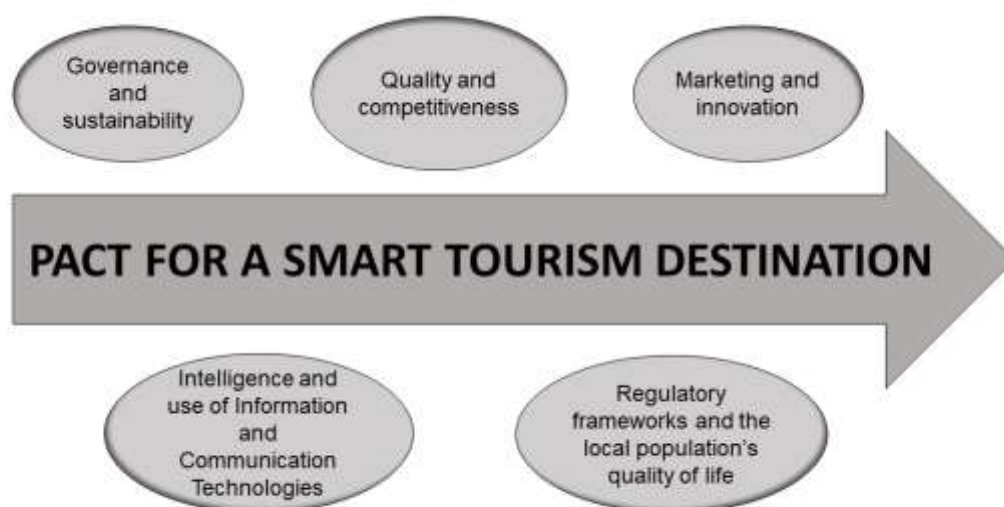 Governance
and
sustainability
Quality and
competitiveness
Marketing and
innovation
PACT FOR A SMART TOURISM DESTINATION
Intelligence and
use of Information
and
Communication
Technologies
Regulatory
frameworks and the
local population's
quality of life